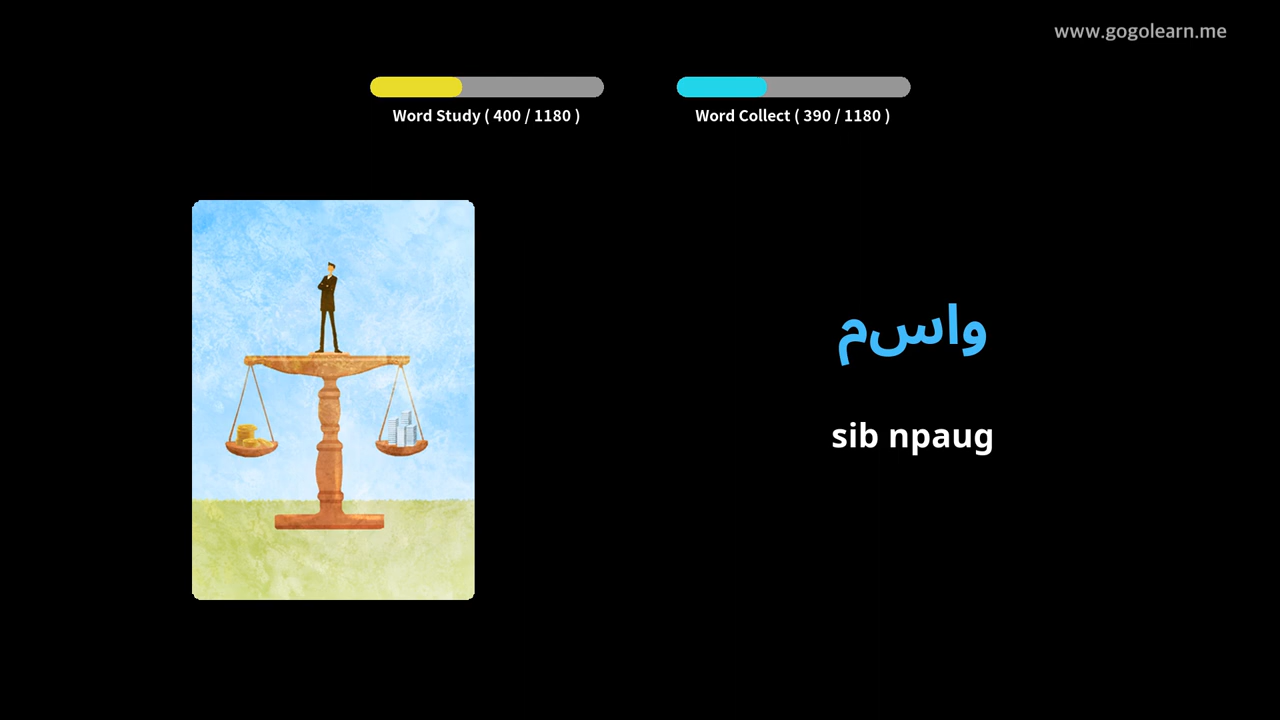 www.gogolearn.me
Word Study ( 400 / 1180 )
Word Collect ( 390 / 1180 )
واسم
sib npaug